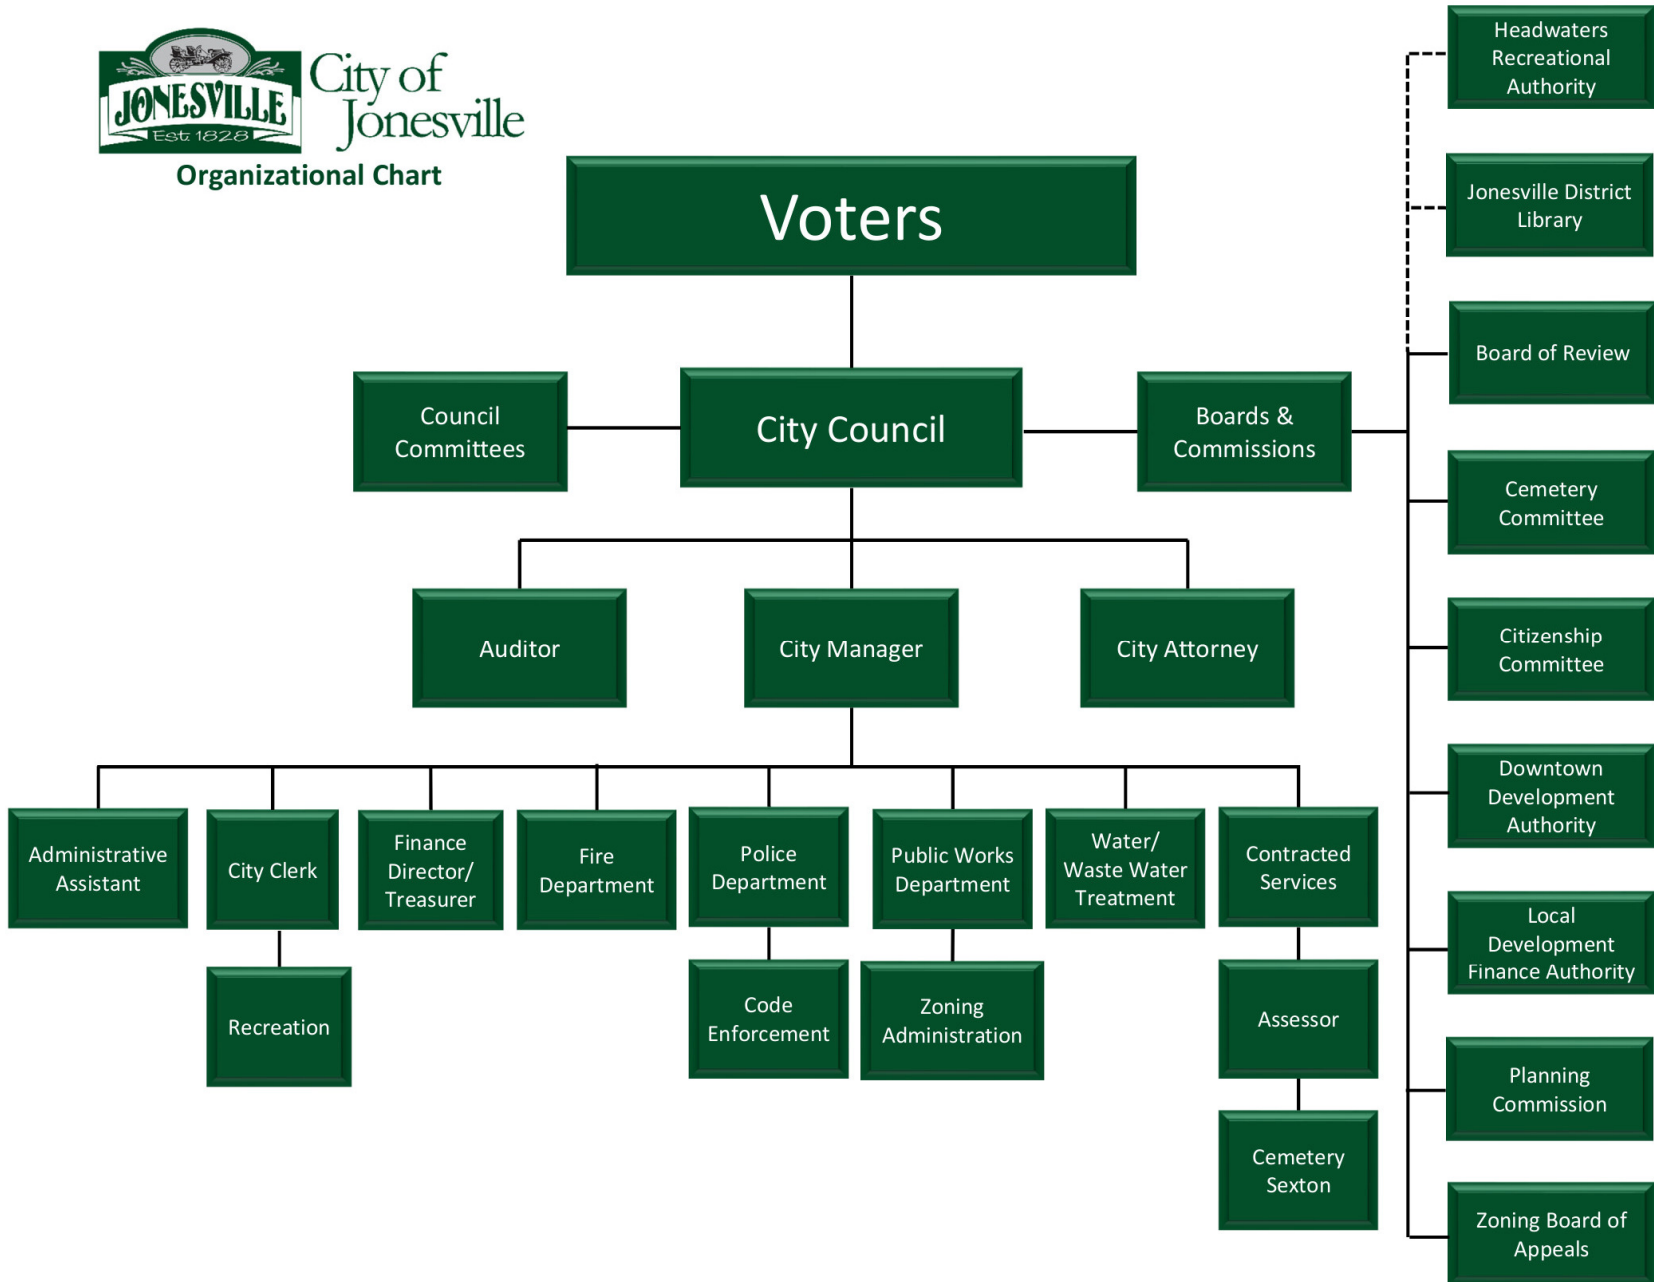 JONESVILLE
Est. 1828
City of
Jonesville
Organizational Chart
Voters
Council
Committees
City Council
Boards &
Commissions
Auditor
City Manager
City Attorney
Administrative
Assistant
City Clerk
Finance
Director/
Treasurer
Fire
Department
Police
Department
Public Works
Department
Water/
Waste Water
Treatment
Contracted
Services
Recreation
Code
Enforcement
Zoning
Administration
Assessor
Cemetery
Sexton
Headwaters
Recreational
Authority
Jonesville District
Library
Board of Review
Cemetery
Committee
Citizenship
Committee
Downtown
Development
Authority
Local
Development
Finance Authority
Planning
Commission
Zoning Board of
Appeals